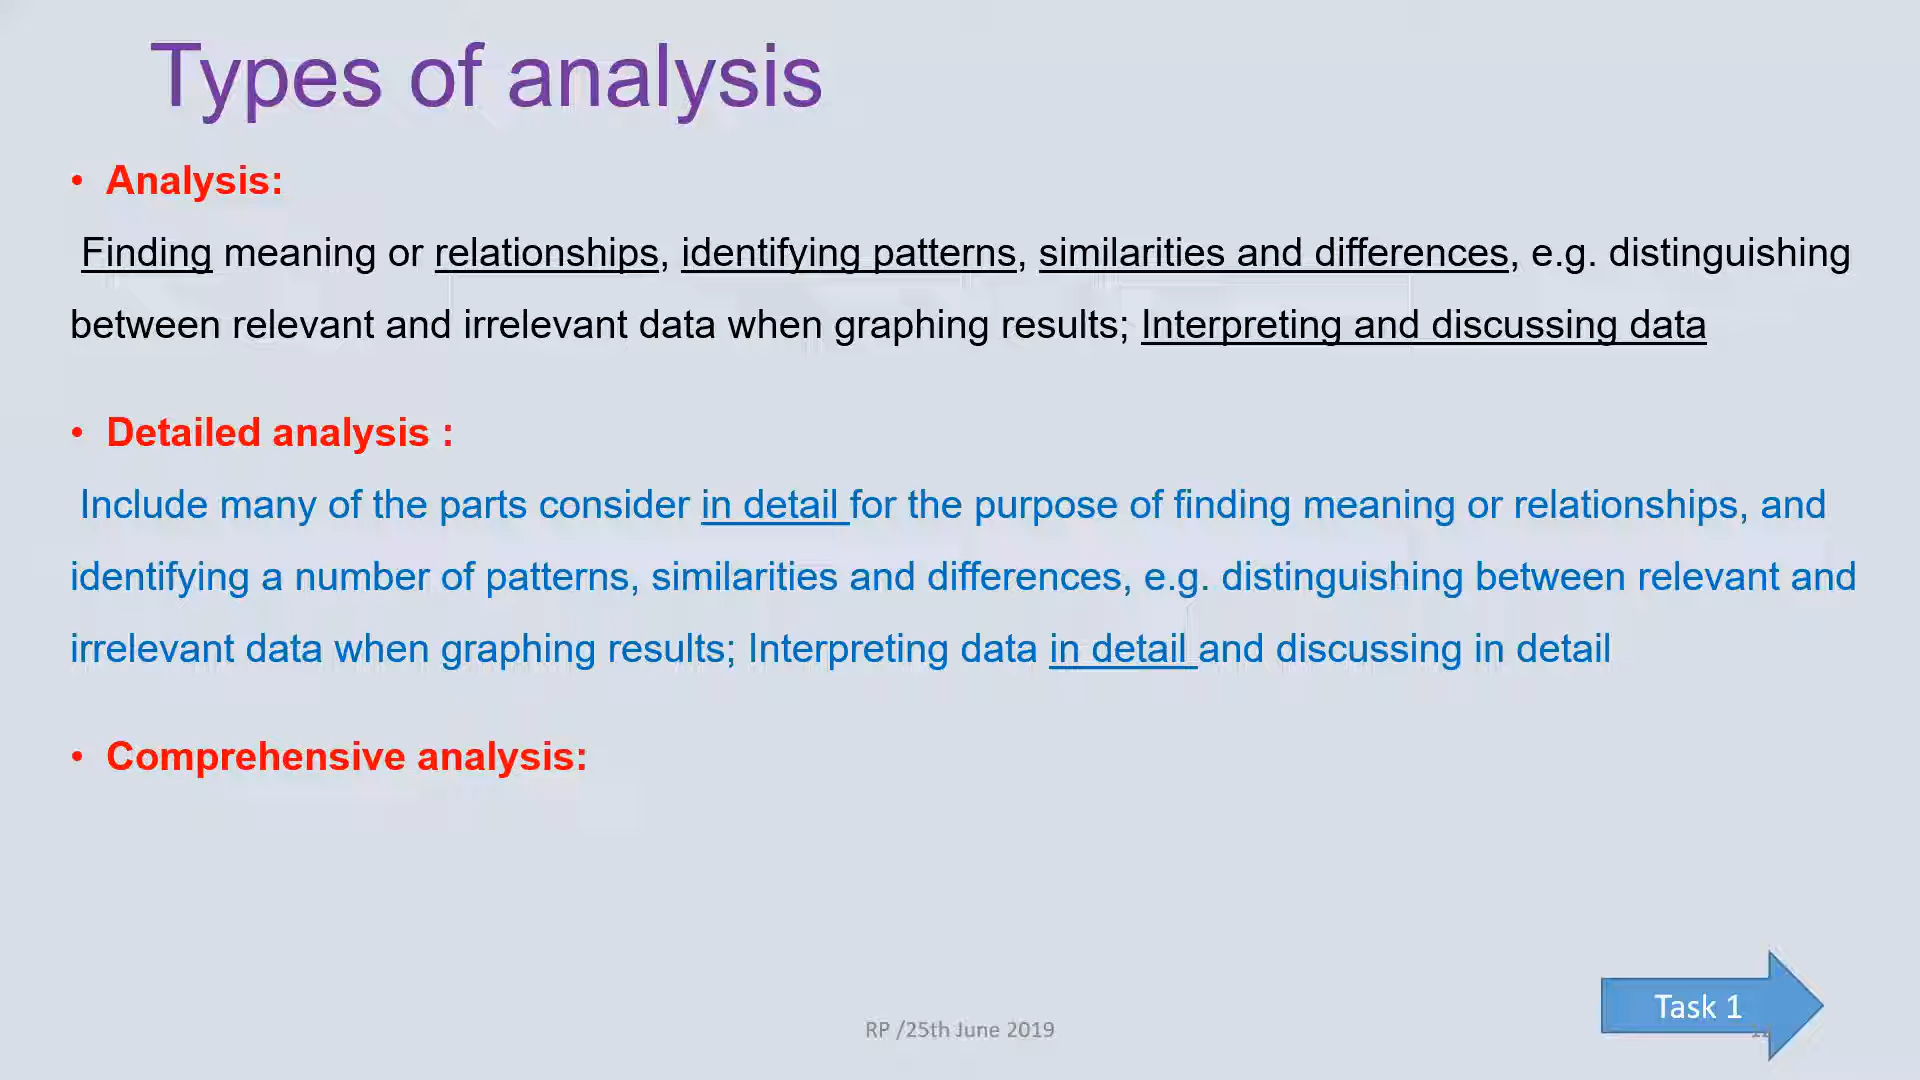 Types of analysis
• Analysis:
Finding meaning or relationships, identifying patterns, similarities and differences, e.g. distinguishing
between relevant and irrelevant data when graphing results; Interpreting and discussing data
• Detailed analysis :
Include many of the parts consider in detail for the purpose of finding meaning or relationships, and
identifying a number of patterns, similarities and differences, e.g. distinguishing between relevant and
irrelevant data when graphing results; Interpreting data in detail and discussing in detail
• Comprehensive analysis:
Task 1
RP /25th June 2019